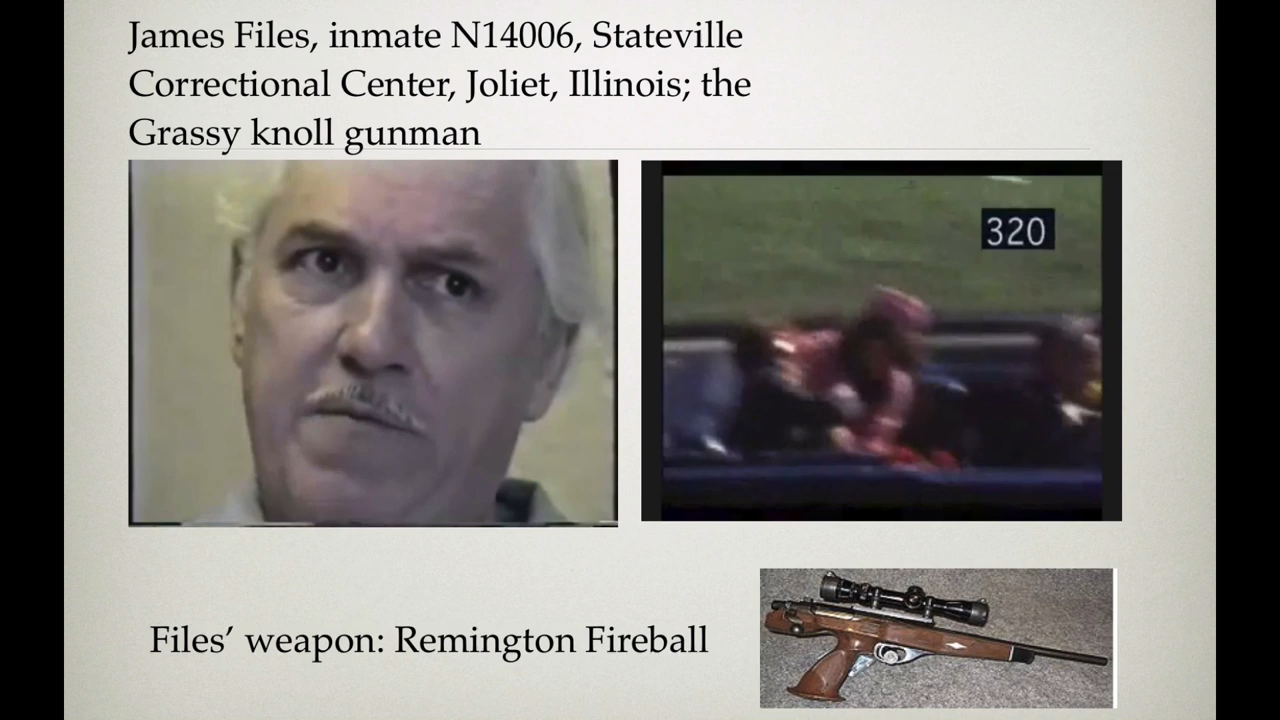 James Files, inmate N14006, Stateville
Correctional Center, Joliet, Illinois; the
Grassy knoll gunman
320
Files’ weapon: Remington Fireball